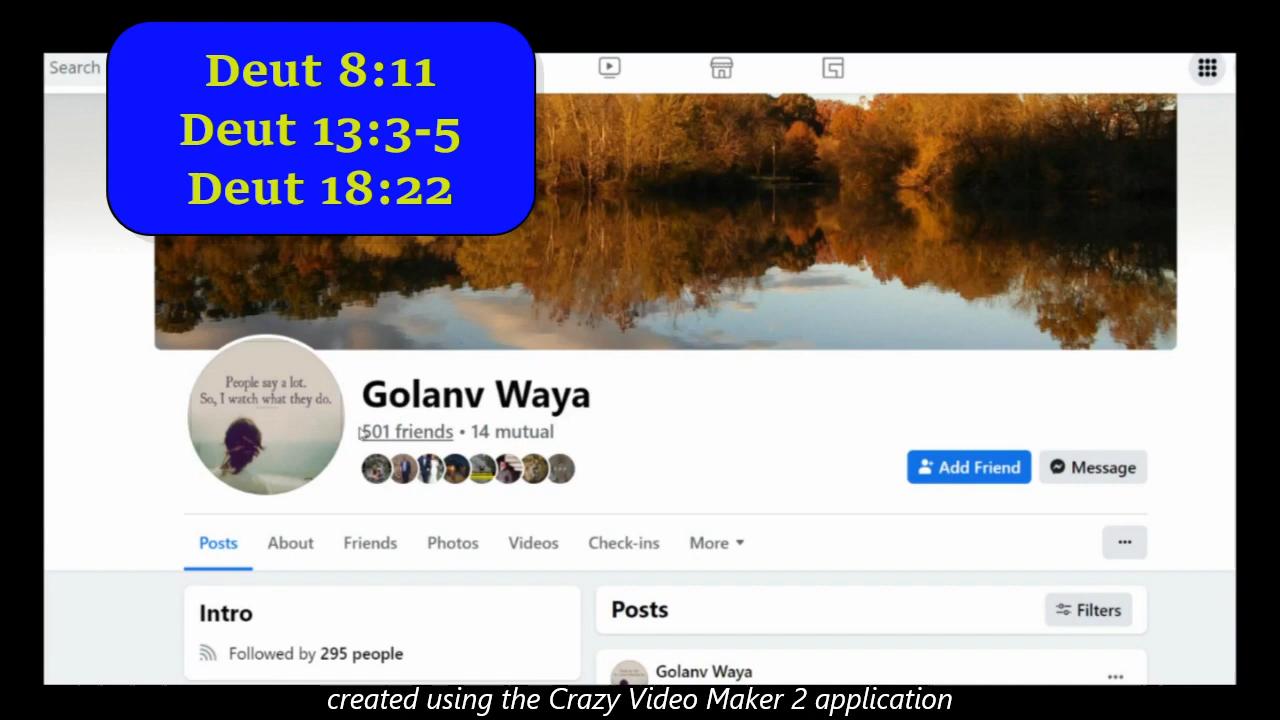 Deut 8:11
Deut 13:3-5
Deut 18:22
Search
People say a lot.
So, I watch what they do.
Golanv Waya
501 friends • 14 mutual
Add Friend
Message
Posts About Friends Photos Videos Check-ins More
Intro
Followed by 295 people
Posts
Filters
Golanv Waya
created using the Crazy Video Maker 2 application